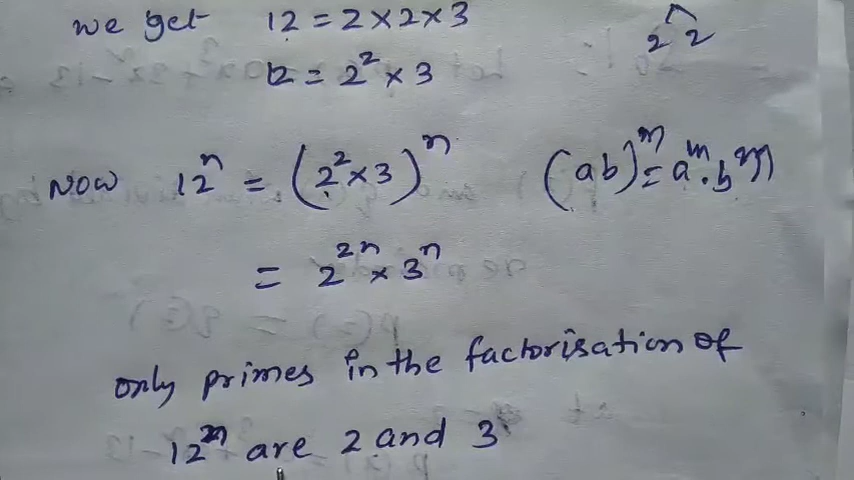 we get 12 = 2 × 2 × 3
2 2
12 = 2² × 3
Now 12ⁿ = (2² × 3)ⁿ (ab)ᵐ = aᵐ . bᵐ
= 2²ⁿ × 3ⁿ
only primes in the factorisation of
12ⁿ are 2 and 3